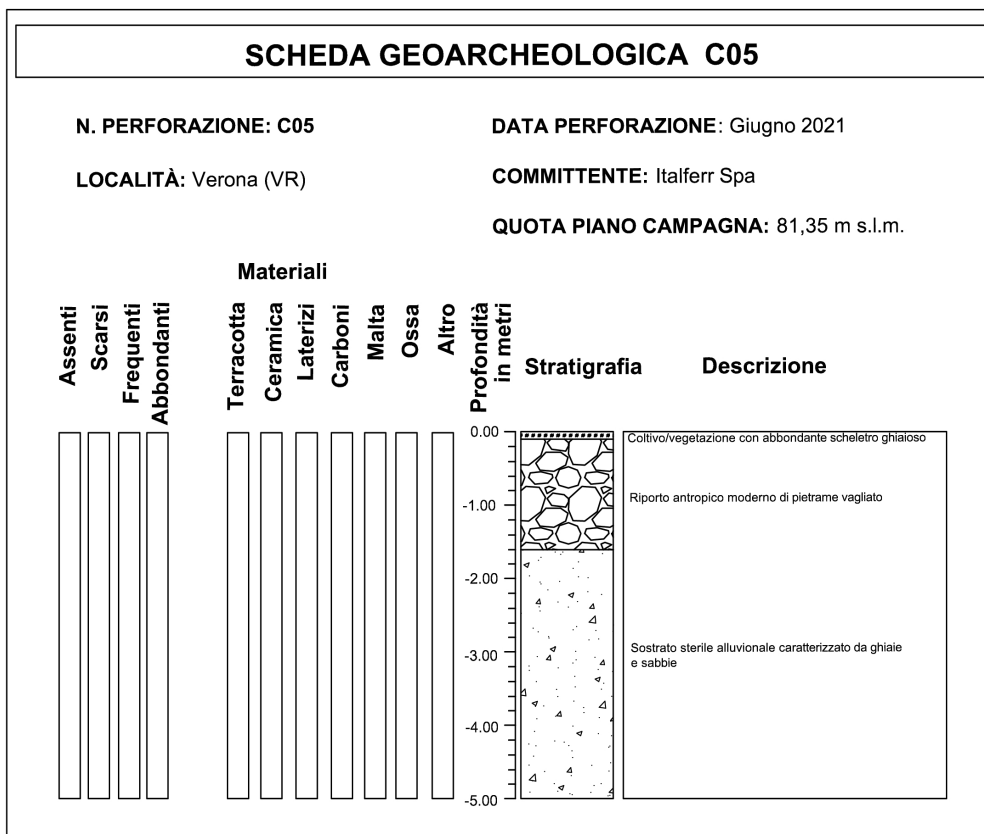 SCHEDA GEOARCHEOLOGICA C05
N. PERFORAZIONE: C05
DATA PERFORAZIONE: Giugno 2021
LOCALITÀ: Verona (VR)
COMMITTENTE: Italferr Spa
QUOTA PIANO CAMPAGNA: 81,35 m s.l.m.
Materiali
Assenti
Scarsi
Frequenti
Abbondanti
Terracotta
Ceramica
Laterizi
Carboni
Malta
Ossa
Altro
Profondità
in metri
Stratigrafia
Descrizione
0.00
Coltivo/vegetazione con abbondante scheletro ghiaioso
Riporto antropico moderno di pietrame vagliato
-1.00
-2.00
Sostrato sterile alluvionale caratterizzato da ghiaie
e sabbie
-3.00
-4.00
-5.00